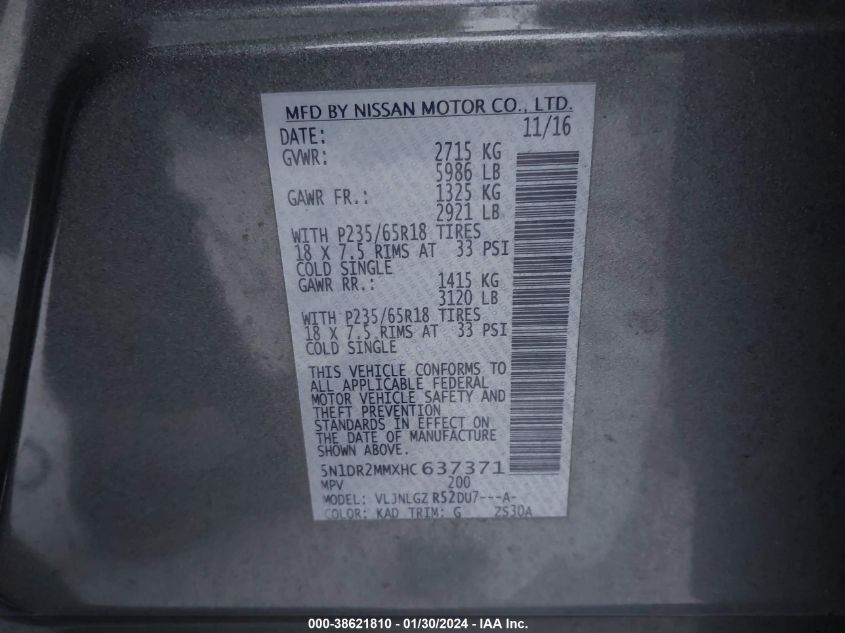 MFD BY NISSAN MOTOR CO., LTD.
DATE: 11/16
GVWR: 2715 KG
5986 LB
GAWR FR.: 1325 KG
2921 LB
WITH P235/65R18 TIRES
18 X 7.5 RIMS AT 33 PSI
COLD SINGLE
GAWR RR.: 1415 KG
3120 LB
WITH P235/65R18 TIRES
18 X 7.5 RIMS AT 33 PSI
COLD SINGLE
THIS VEHICLE CONFORMS TO
ALL APPLICABLE FEDERAL
MOTOR VEHICLE SAFETY AND
THEFT PREVENTION
STANDARDS IN EFFECT ON
THE DATE OF MANUFACTURE
SHOWN ABOVE.
5N1DR2MMXHC 637371
MPV 200
MODEL: VLJNLGZ R52DU7---A-
COLOR: KAD TRIM: G ZS30A
000-38621810 - 01/30/2024 - IAA Inc.